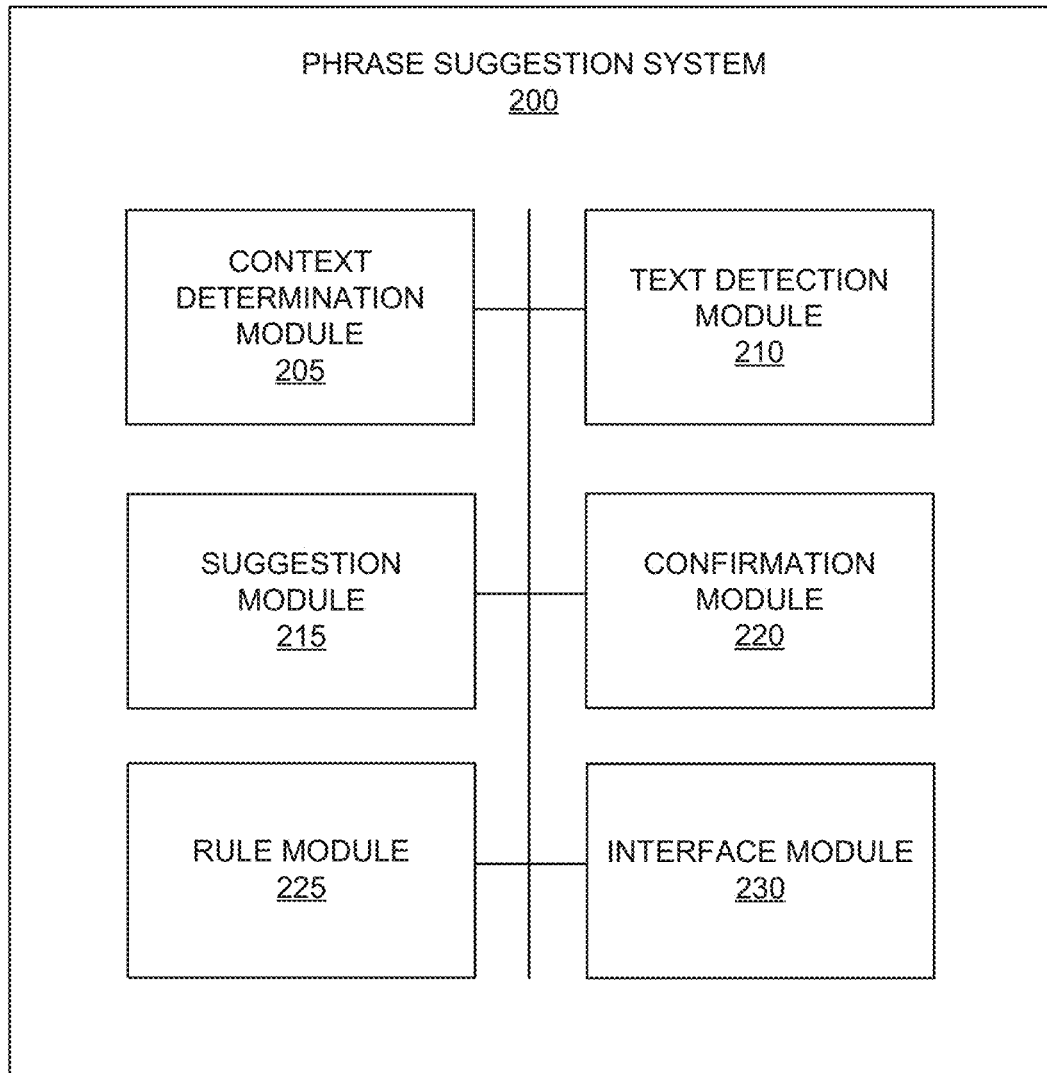 PHRASE SUGGESTION SYSTEM
200
CONTEXT
DETERMINATION
MODULE
205
TEXT DETECTION
MODULE
210
SUGGESTION
MODULE
215
CONFIRMATION
MODULE
220
RULE MODULE
225
INTERFACE MODULE
230